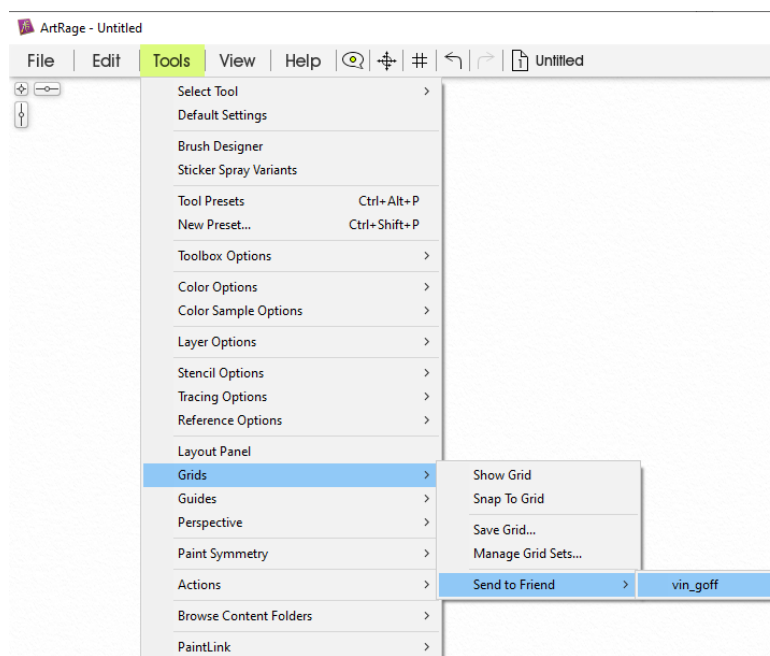 ArtRage - Untitled
File Edit Tools View Help 1 Untitled
Select Tool
Default Settings
Brush Designer
Sticker Spray Variants
Tool Presets Ctrl+Alt+P
New Preset... Ctrl+Shift+P
Toolbox Options
Color Options
Color Sample Options
Layer Options
Stencil Options
Tracing Options
Reference Options
Layout Panel
Grids
Guides
Perspective
Paint Symmetry
Actions
Browse Content Folders
PaintLink
Show Grid
Snap To Grid
Save Grid...
Manage Grid Sets...
Send to Friend
vin_goff